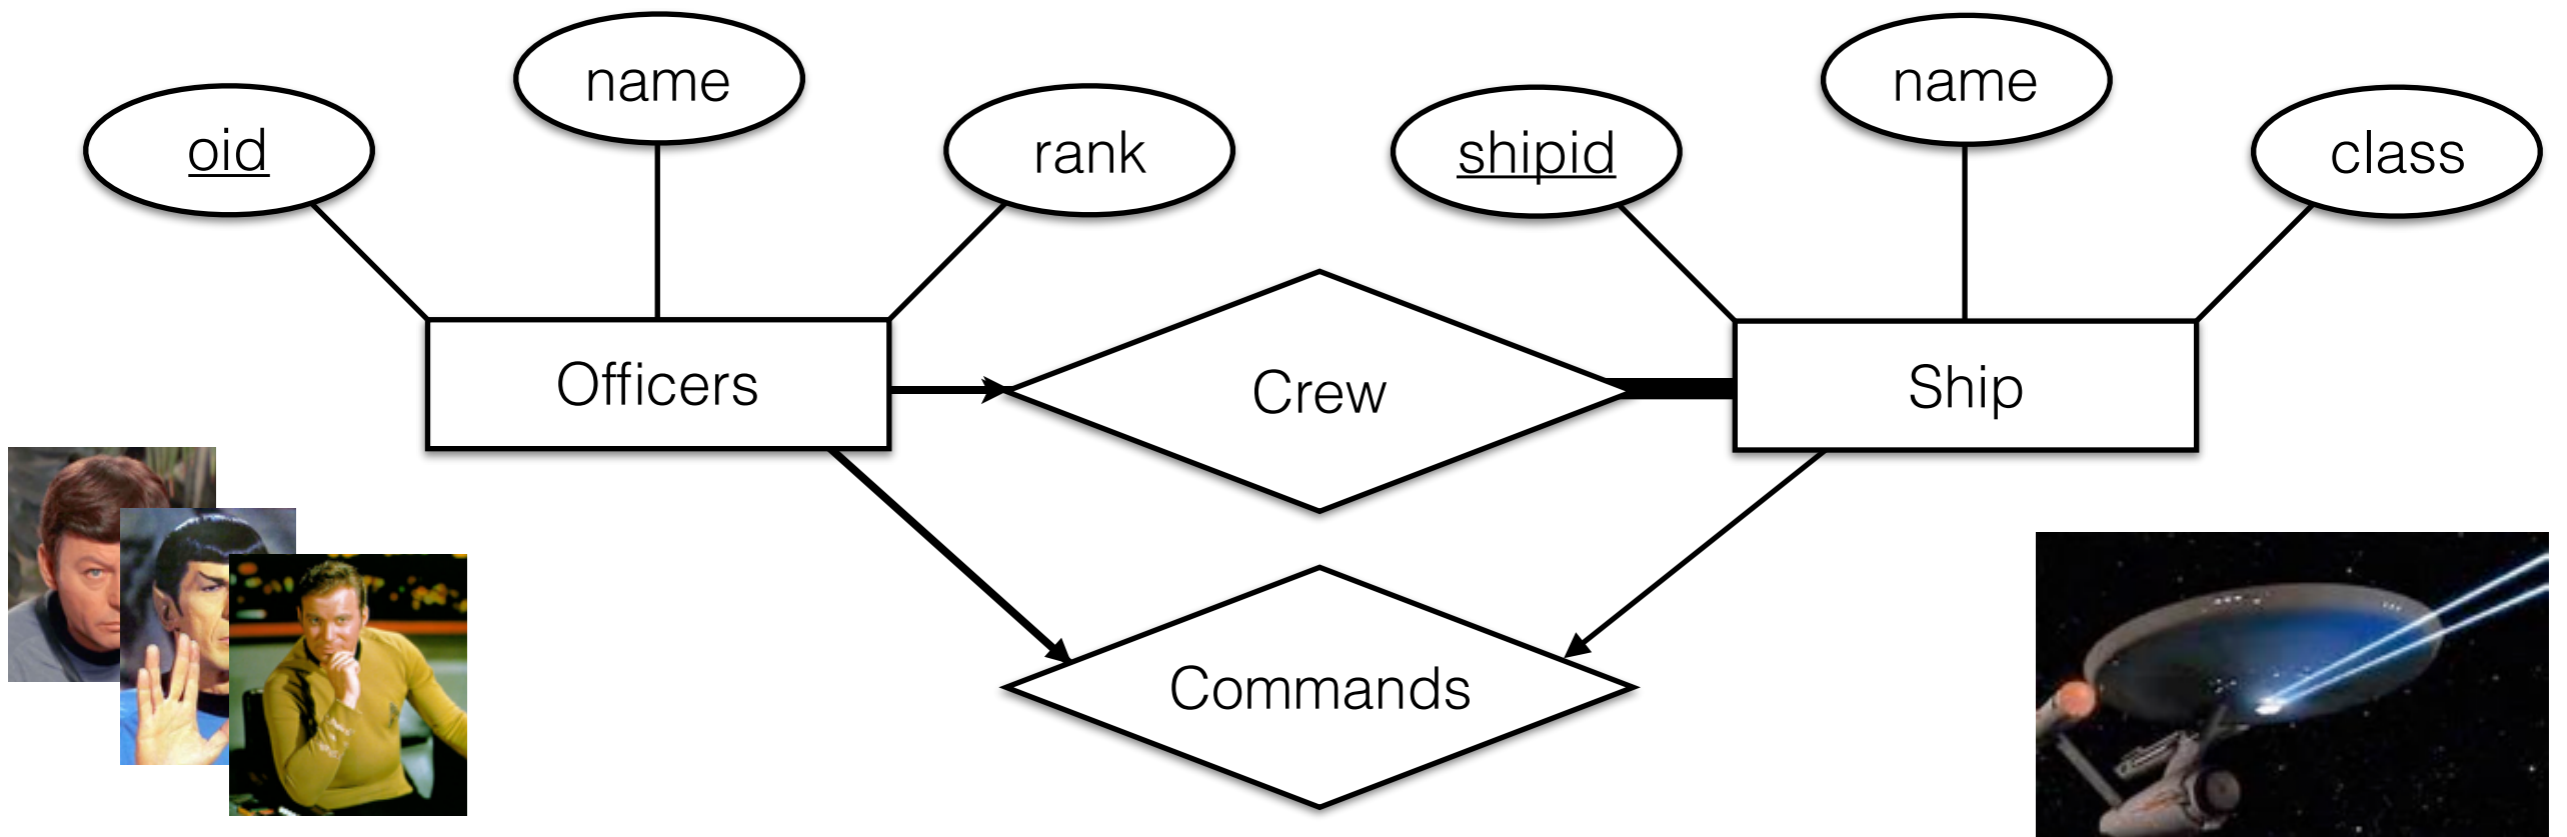 oid
name
rank
shipid
name
class
Officers
Crew
Ship
Commands